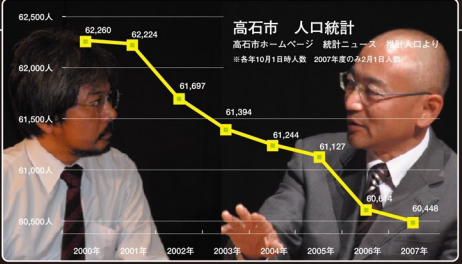 高石市 人口統計
高石市ホームページ 統計ニュース 推計人口より
※各年10月1日時人数 2007年度のみ2月1日人数
62,500人
62,000人
61,500人
61,000人
60,500人
62,260
62,224
61,697
61,394
61,244
61,127
60,614
60,448
2000年 2001年 2002年 2003年 2004年 2005年 2006年 2007年